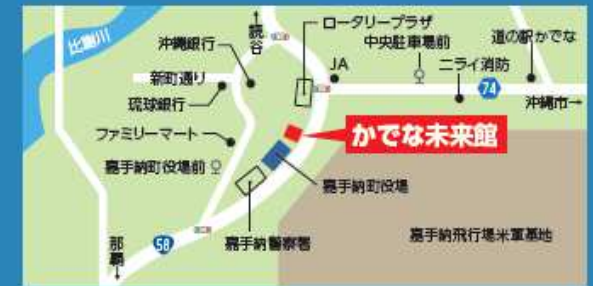 ↑読谷
ロータリープラザ
比謝川
沖縄銀行
中央駐車場前
道の駅かでな
JA
新町通り
ニライ消防
琉球銀行
74
沖縄市→
ファミリーマート
かでな未来館
嘉手納町役場前
嘉手納町役場
嘉手納飛行場米軍基地
那覇↓
58
嘉手納警察署